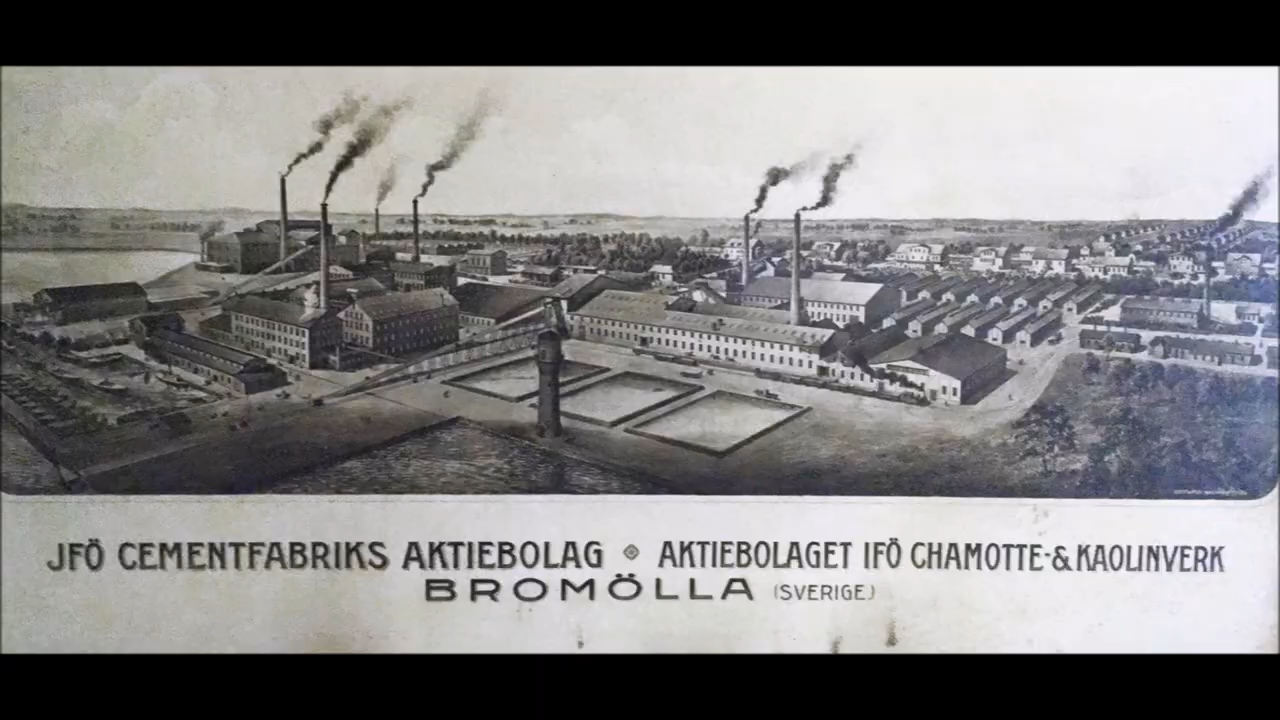 JFÖ CEMENTFABRIKS AKTIEBOLAG AKTIEBOLAGET IFÖ CHAMOTTE-& KAOLINVERK
BROMÖLLA (SVERIGE.)